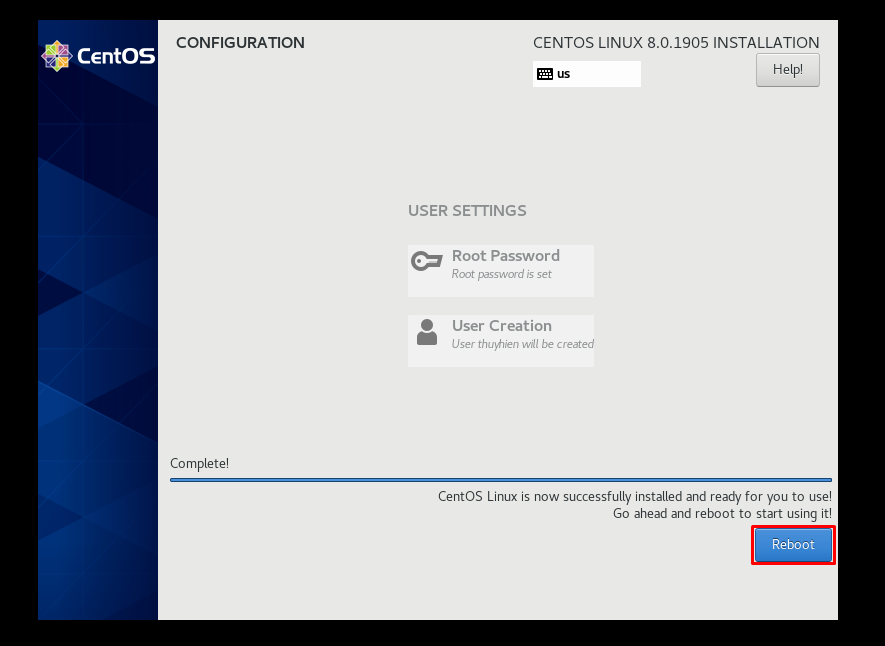 CentOS
CONFIGURATION
CENTOS LINUX 8.0.1905 INSTALLATION
us
Help!
USER SETTINGS
Root Password
Root password is set
User Creation
User thuyhien will be created
Complete!
CentOS Linux is now successfully installed and ready for you to use!
Go ahead and reboot to start using it!
Reboot